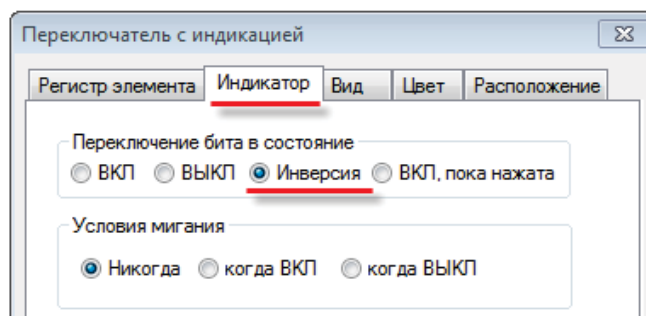 Переключатель с индикацией
Регистр элемента Индикатор Вид Цвет Расположение
Переключение бита в состояние
ВКЛ ВЫКЛ Инверсия ВКЛ, пока нажата
Условия мигания
Никогда когда ВКЛ когда ВЫКЛ